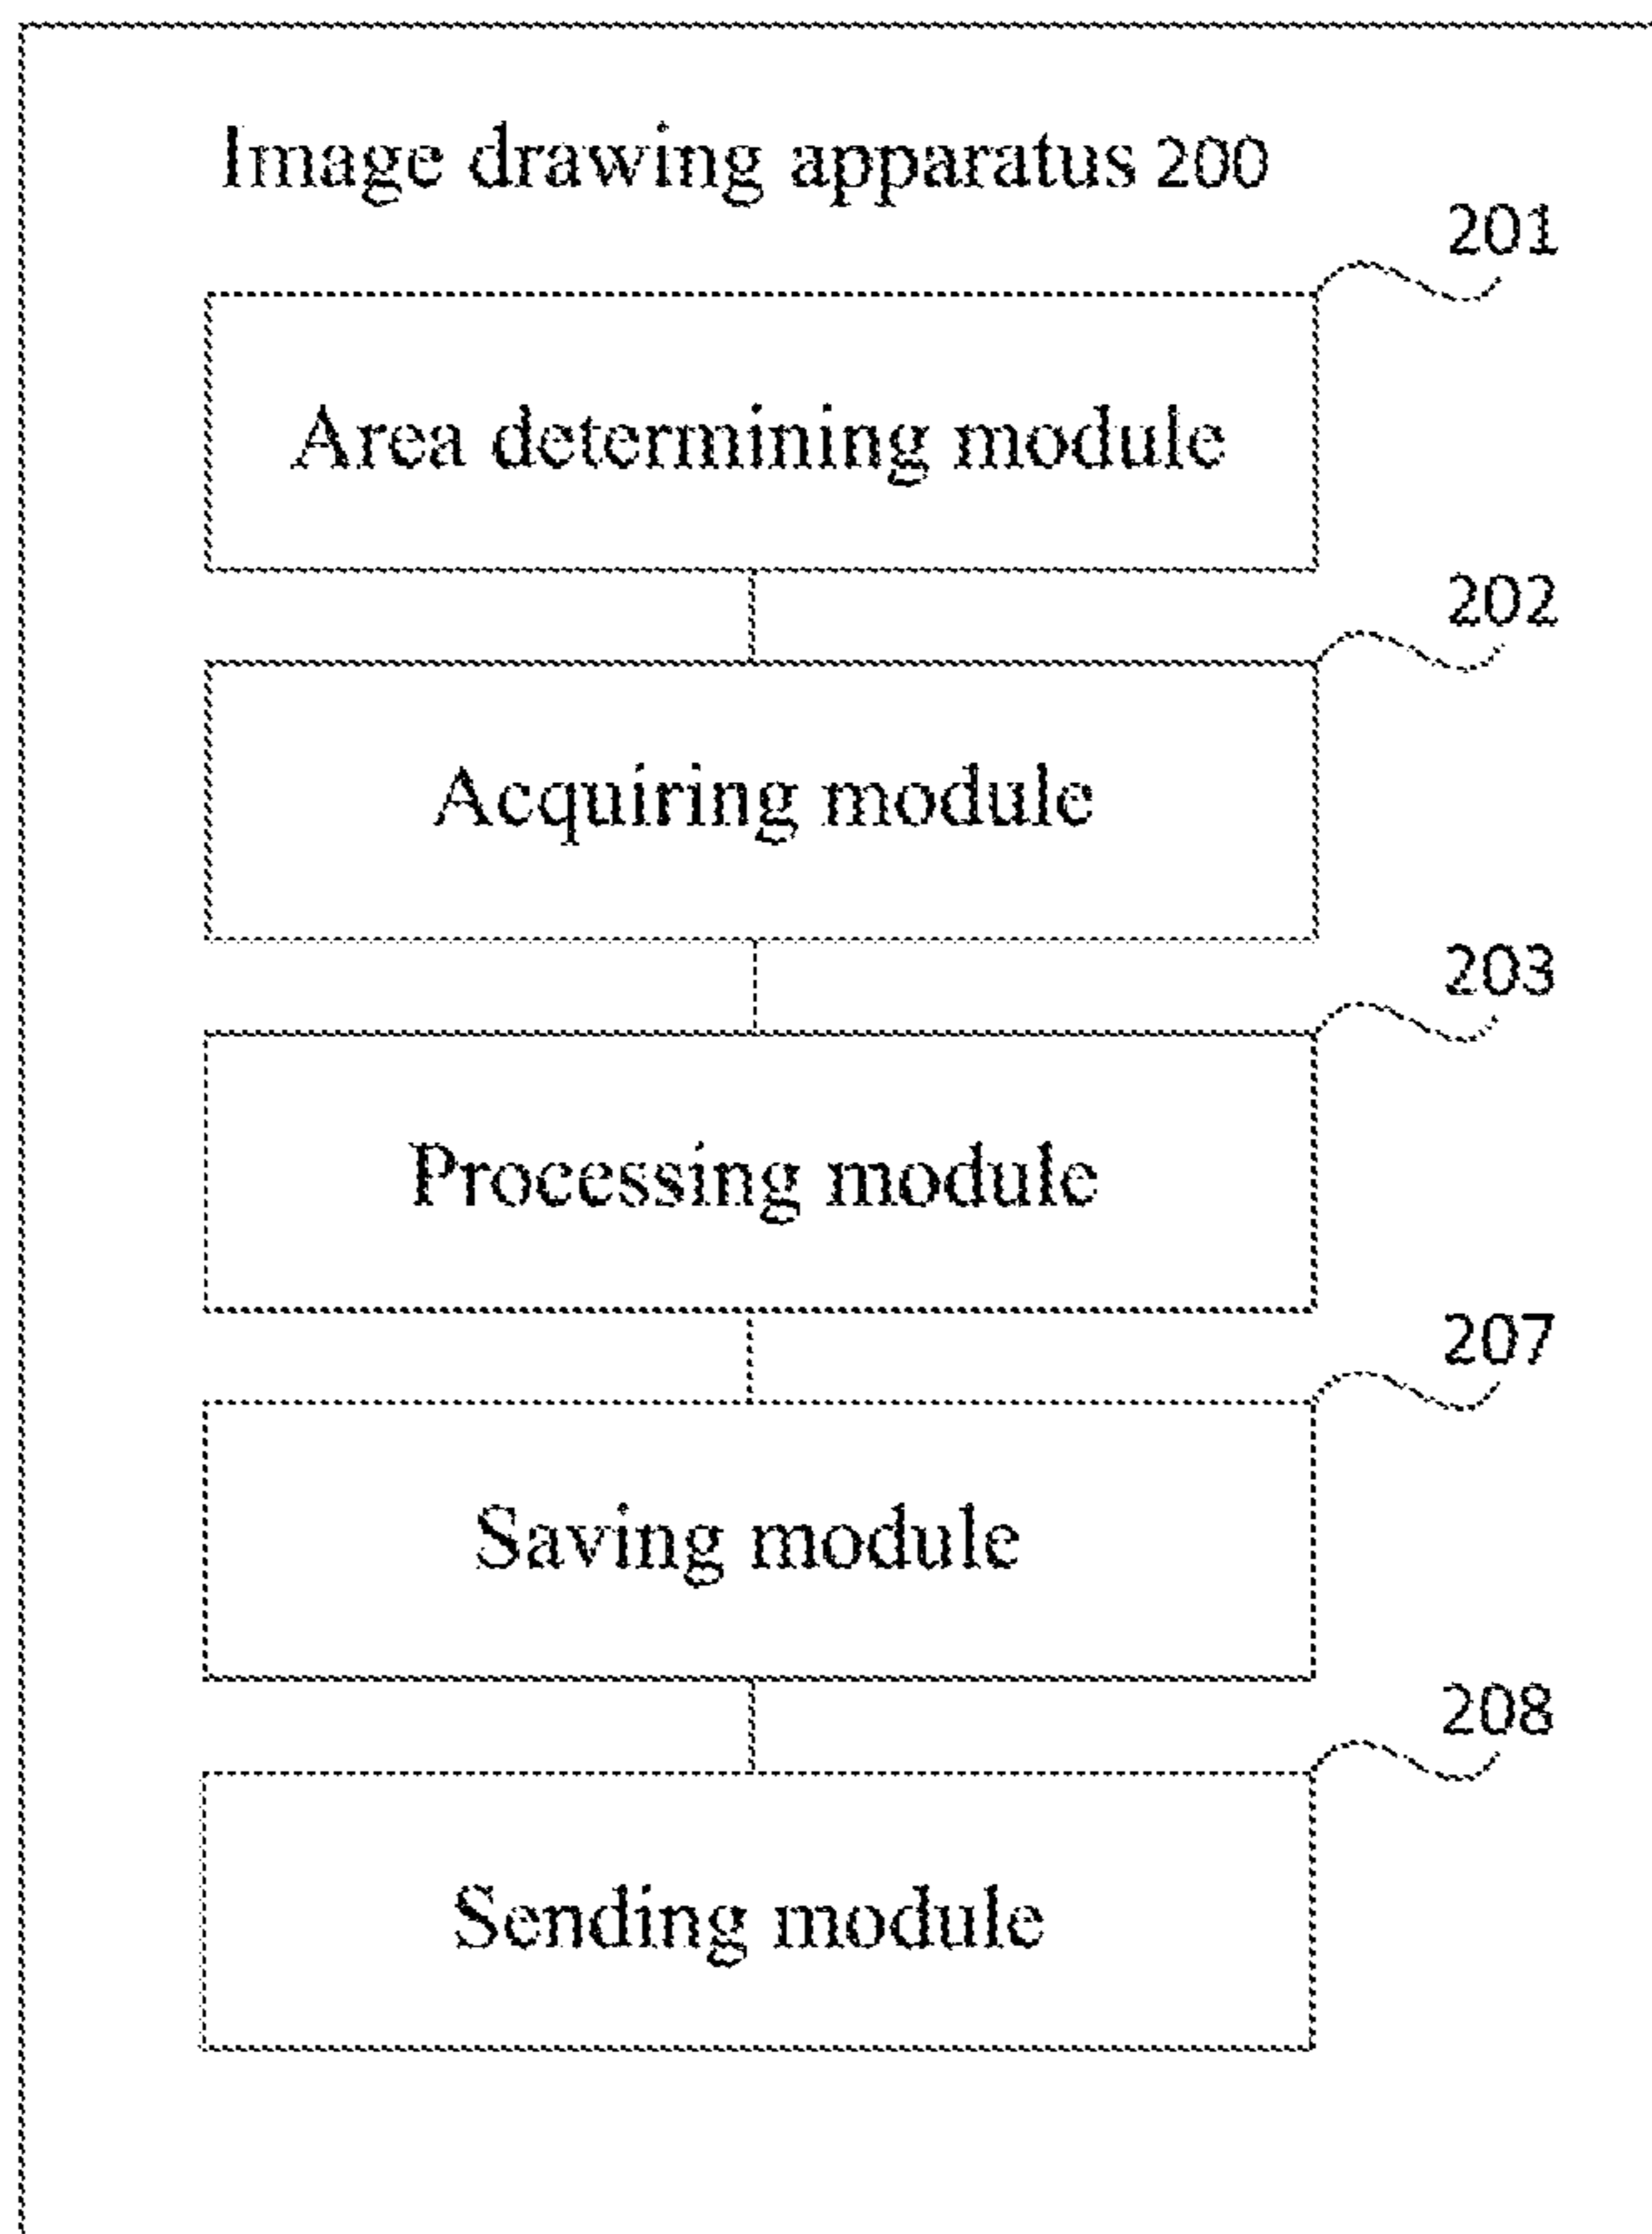 Image drawing apparatus 200
201
Area determining module
202
Acquiring module
203
Processing module
207
Saving module
208
Sending module